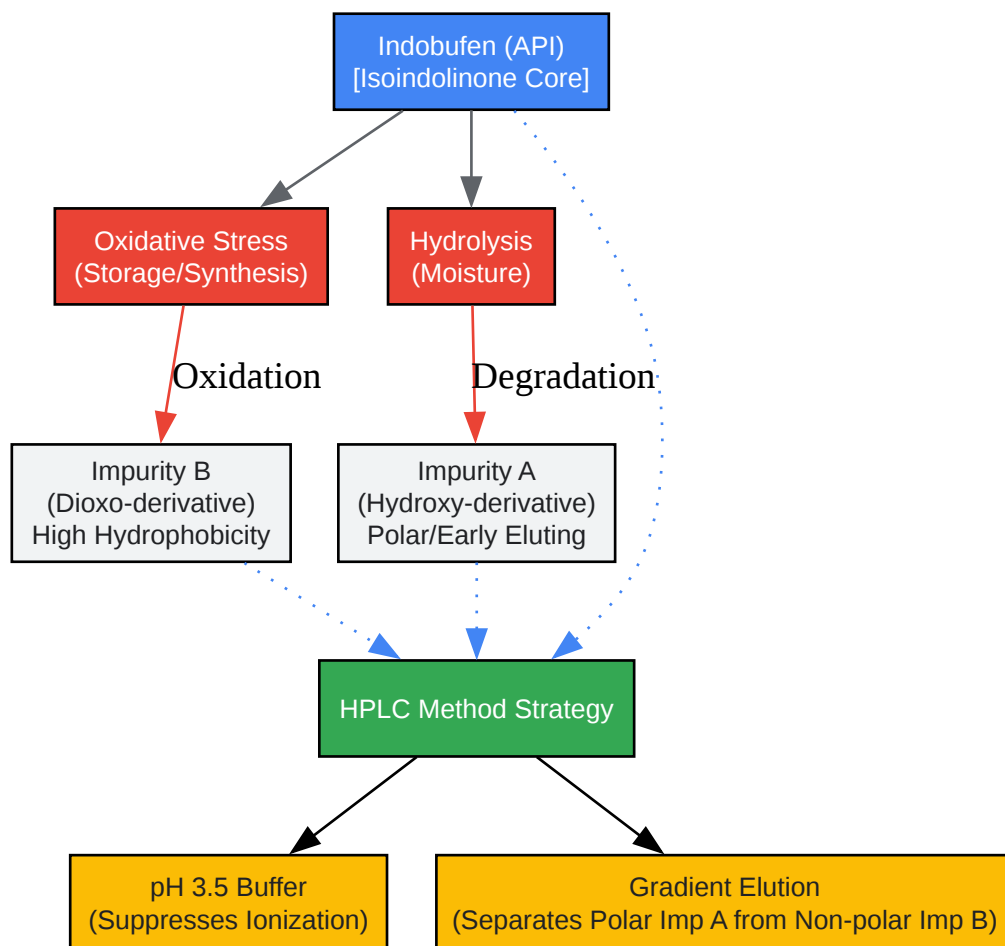 Indobufen (API)
[Isoindolinone Core]
Oxidative Stress
(Storage/Synthesis)
Hydrolysis
(Moisture)
Oxidation
Degradation
Impurity B
(Dioxo-derivative)
High Hydrophobicity
Impurity A
(Hydroxy-derivative)
Polar/Early Eluting
HPLC Method Strategy
pH 3.5 Buffer
(Suppresses Ionization)
Gradient Elution
(Separates Polar Imp A from Non-polar Imp B)